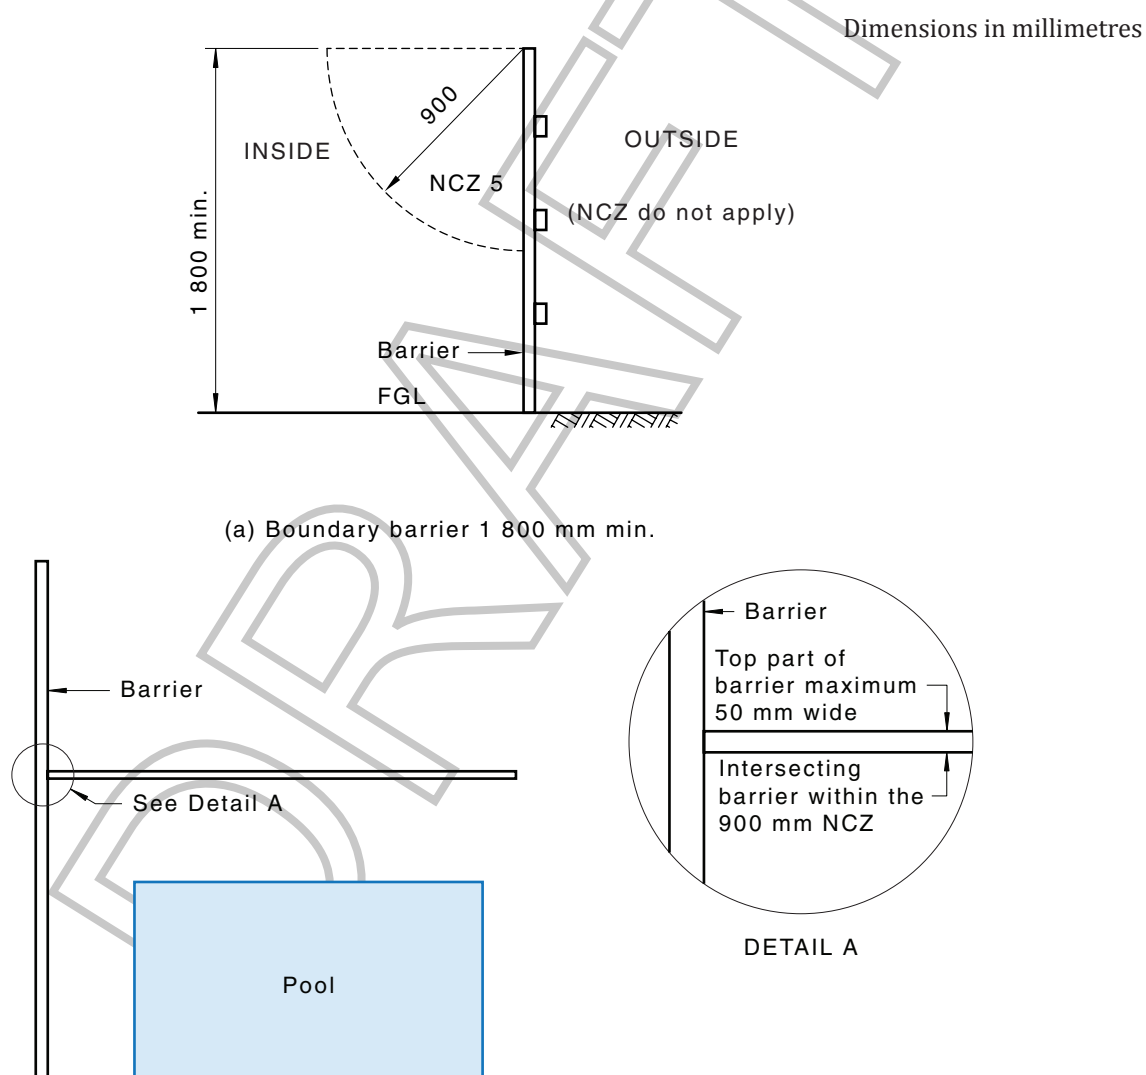 Dimensions in millimetres
900
INSIDE
OUTSIDE
NCZ 5
(NCZ do not apply)
1 800 min.
Barrier
FGL
(a) Boundary barrier 1 800 mm min.
Barrier
See Detail A
Pool
Barrier
Top part of
barrier maximum
50 mm wide
Intersecting
barrier within the
900 mm NCZ
DETAIL A
DRAFT